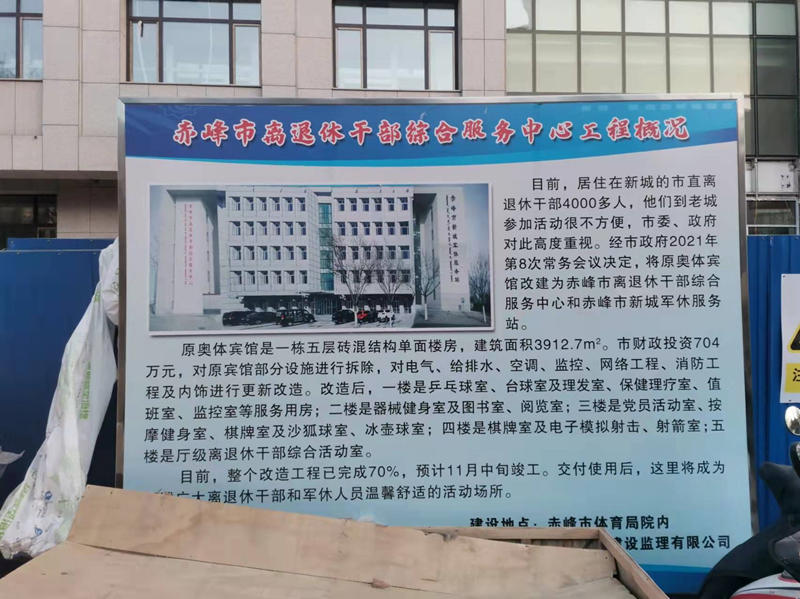 赤峰市离退休干部综合服务中心工程概况
目前，居住在新城的市直离
退休干部4000多人，他们到老城
参加活动很不方便，市委、政府
对此高度重视。经市政府2021年
第8次常务会议决定，将原奥体宾
馆改建为赤峰市离退休干部综合
服务中心和赤峰市新城军休服务
站。
赤峰市新城军休服务站
原奥体宾馆是一栋五层砖混结构单面楼房，建筑面积3912.7m²。市财政投资704
万元，对原宾馆部分设施进行拆除，对电气、给排水、空调、监控、网络工程、消防工
程及内饰进行更新改造。改造后，一楼是乒乓球室、台球室及理发室、保健理疗室、值
班室、监控室等服务用房；二楼是器械健身室及图书室、阅览室；三楼是党员活动室、按
摩健身室、棋牌室及沙狐球室、冰壶球室；四楼是棋牌室及电子模拟射击、射箭室；五
楼是厅级离退休干部综合活动室。
目前，整个改造工程已完成70%，预计11月中旬竣工。交付使用后，这里将成为
广大离退休干部和军休人员温馨舒适的活动场所。
建设地点：赤峰市体育局院内
建设监理有限公司